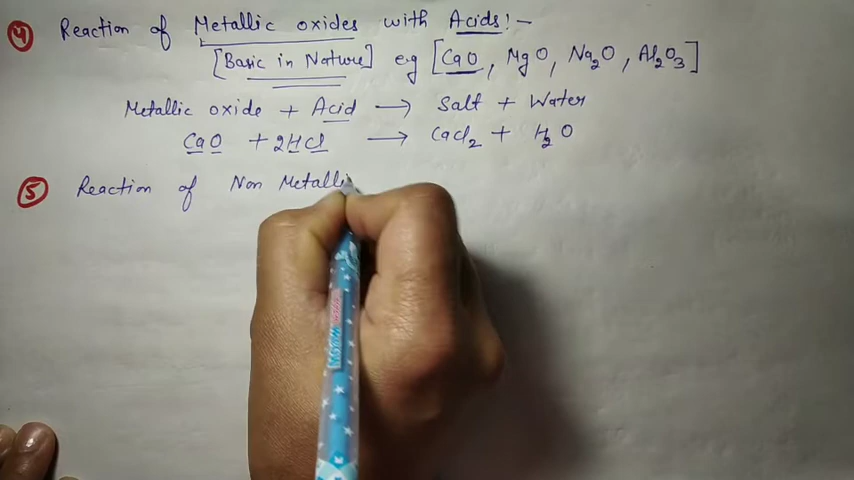 4 Reaction of Metallic oxides with Acids!-
[Basic in Nature] eg [CaO, MgO, Na₂O, Al₂O₃]
Metallic oxide + Acid → Salt + Water
CaO + 2HCl → CaCl₂ + H₂O
5 Reaction of Non Metalli